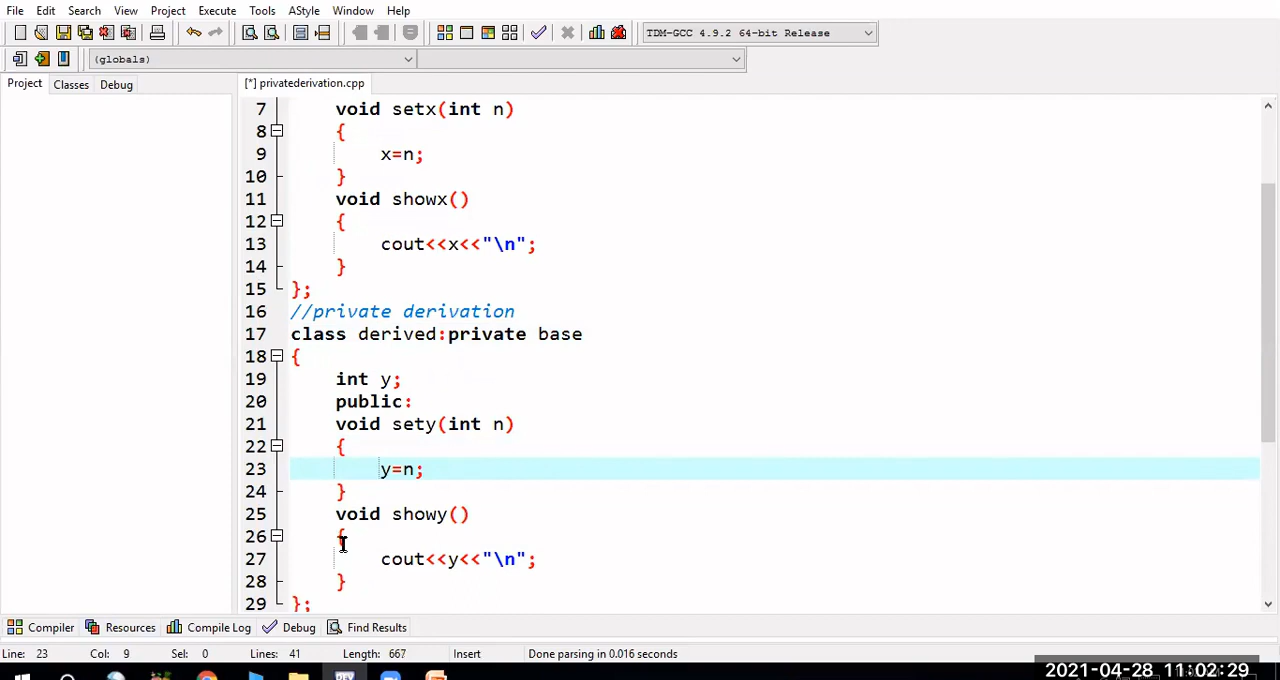 File Edit Search View Project Execute Tools AStyle Window Help
TDM-GCC 4.9.2 64-bit Release
(globals)
Project Classes Debug [*] privatederivation.cpp
7 void setx(int n)
8 {
9 x=n;
10 }
11 void showx()
12 {
13 cout<<x<<"\n";
14 }
15 };
16 //private derivation
17 class derived:private base
18 {
19 int y;
20 public:
21 void sety(int n)
22 {
23 y=n;
24 }
25 void showy()
26 {
27 cout<<y<<"\n";
28 }
29 };
Compiler Resources Compile Log Debug Find Results
Line: 23 Col: 9 Sel: 0 Lines: 41 Length: 667 Insert Done parsing in 0.016 seconds
2021-04-28 11:02:29